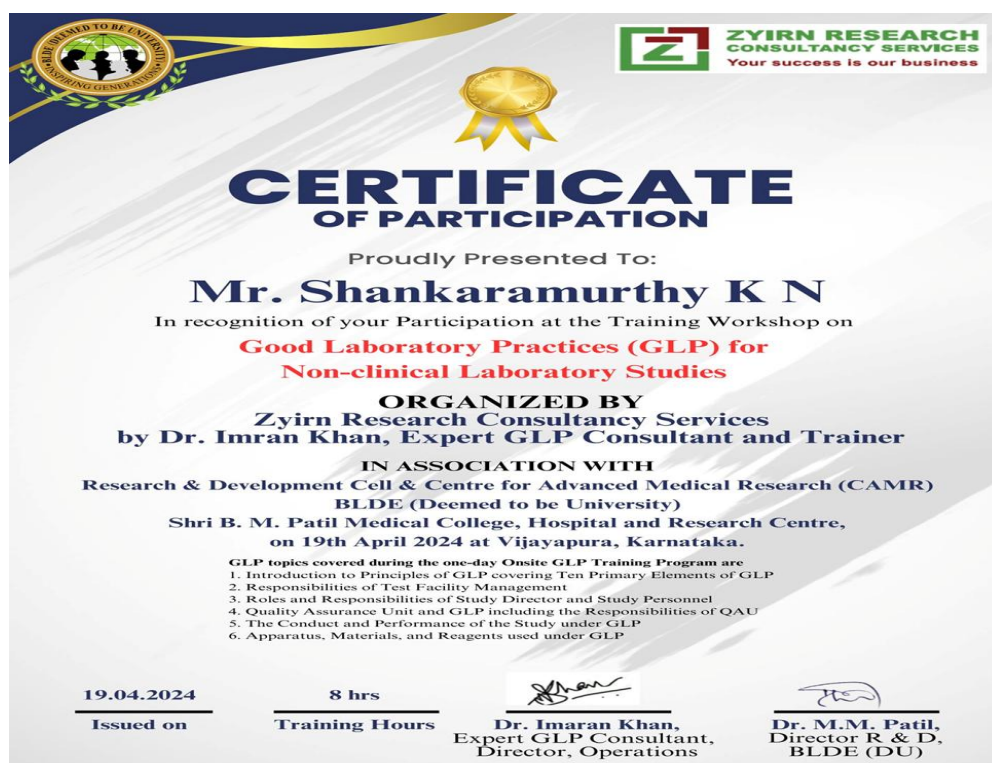 BLDE (DEEMED TO BE UNIVERSITY)
INSPIRING GENERATIONS
Z
ZYIRN RESEARCH
CONSULTANCY SERVICES
Your success is our business
CERTIFICATE
OF PARTICIPATION
Proudly Presented To:
Mr. Shankaramurthy K N
In recognition of your Participation at the Training Workshop on
Good Laboratory Practices (GLP) for
Non-clinical Laboratory Studies
ORGANIZED BY
Zyirn Research Consultancy Services
by Dr. Imran Khan, Expert GLP Consultant and Trainer
IN ASSOCIATION WITH
Research & Development Cell & Centre for Advanced Medical Research (CAMR)
BLDE (Deemed to be University)
Shri B. M. Patil Medical College, Hospital and Research Centre,
on 19th April 2024 at Vijayapura, Karnataka.
GLP topics covered during the one-day Onsite GLP Training Program are
1. Introduction to Principles of GLP covering Ten Primary Elements of GLP
2. Responsibilities of Test Facility Management
3. Roles and Responsibilities of Study Director and Study Personnel
4. Quality Assurance Unit and GLP including the Responsibilities of QAU
5. The Conduct and Performance of the Study under GLP
6. Apparatus, Materials, and Reagents used under GLP
19.04.2024
Issued on
8 hrs
Training Hours
Dr. Imaran Khan,
Expert GLP Consultant,
Director, Operations
Dr. M.M. Patil,
Director R & D,
BLDE (DU)